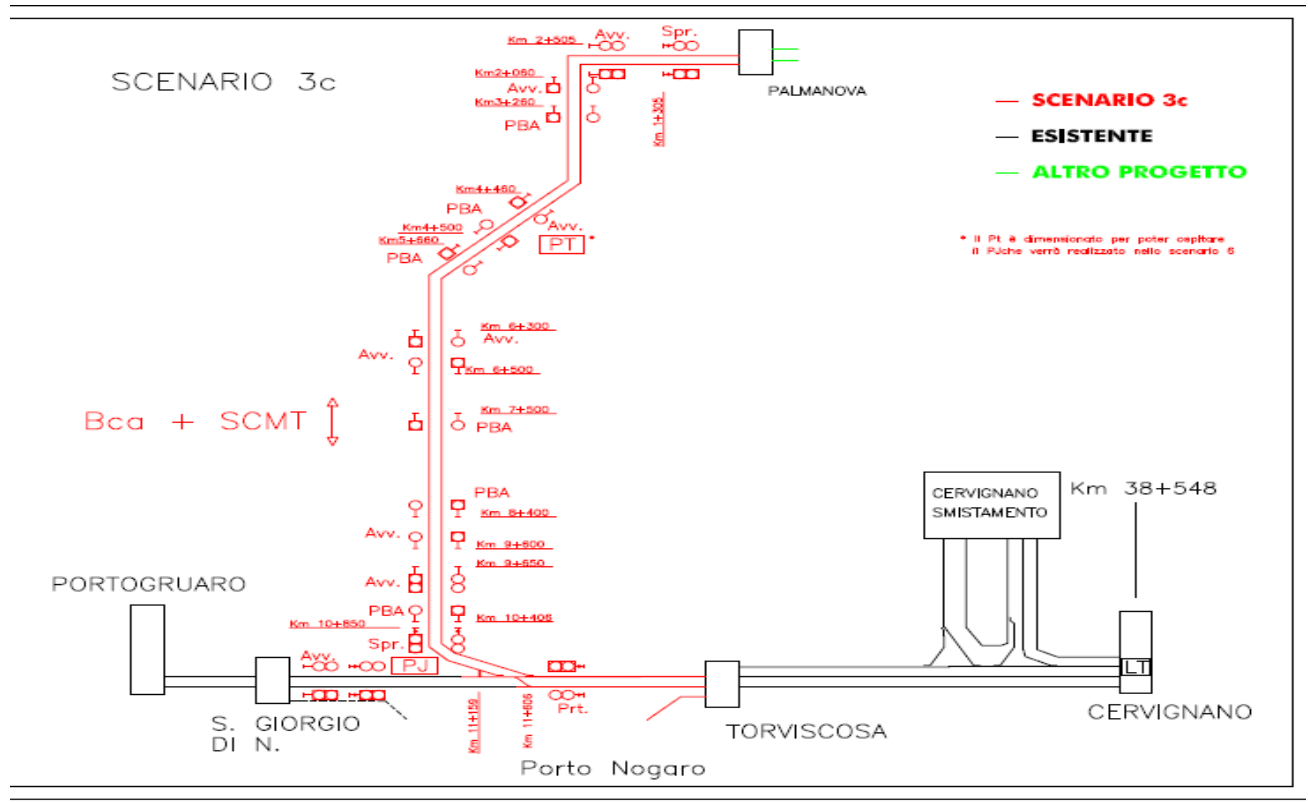 SCENARIO 3c
Km 2+505
Avv.
Spr.
PALMANOVA
Km2+060
Avv.
Km3+260
PBA
Km 1+305
SCENARIO 3c
ESISTENTE
ALTRO PROGETTO
* Il Pt è dimensionato per poter ospitare
il PJche verrà realizzato nello scenario 6
Km4+460
PBA
Km4+500
Km5+660
PBA
Avv.
PT *
Km 6+300
Avv.
Avv.
Km 6+500
Bca + SCMT
Km 7+500
PBA
PBA
Km 8+400
Avv.
Km 9+600
Km 9+650
Avv.
PBA
Km 10+406
Km 10+850
Spr.
CERVIGNANO
SMISTAMENTO
Km 38+548
PORTOGRUARO
Avv.
PJ
LT
Prt.
Km 11+159
Km 11+606
S. GIORGIO
DI N.
TORVISCOSA
CERVIGNANO
Porto Nogaro